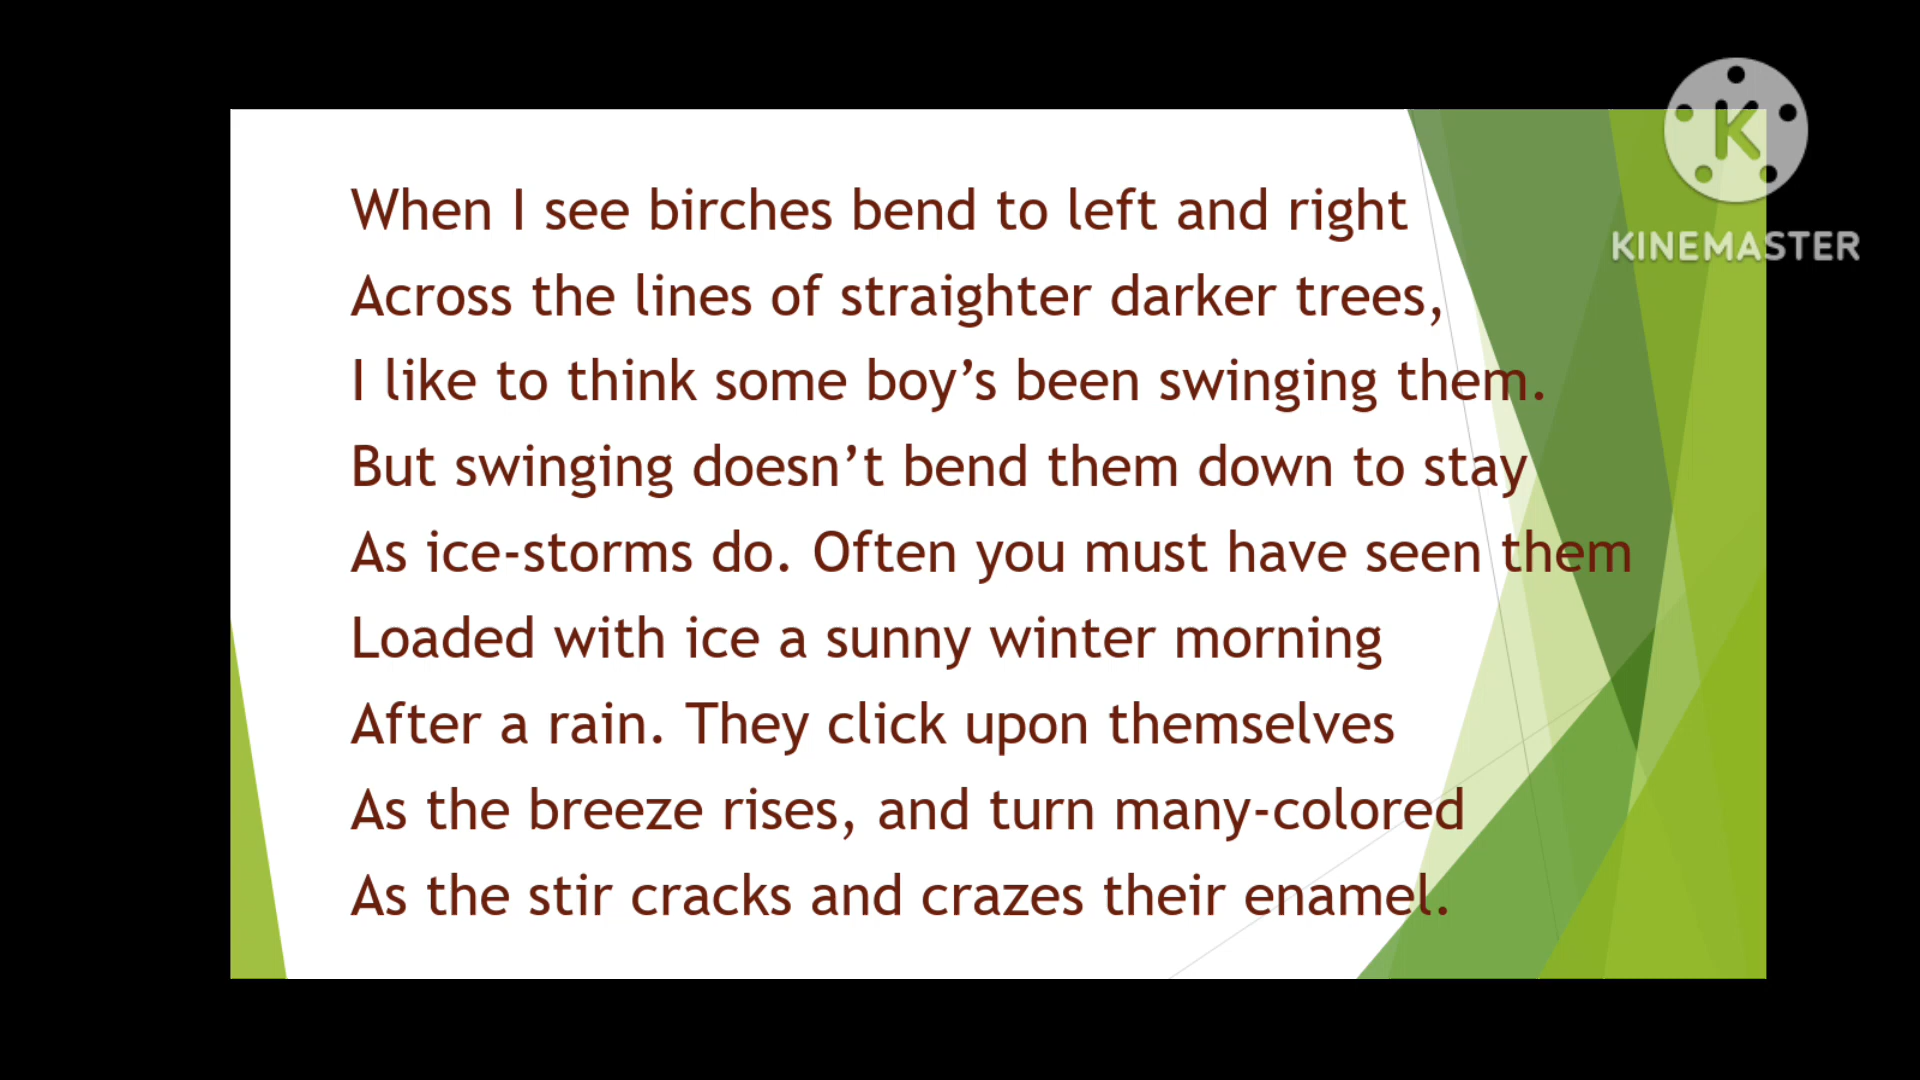 When I see birches bend to left and right
Across the lines of straighter darker trees,
I like to think some boy’s been swinging them.
But swinging doesn’t bend them down to stay
As ice-storms do. Often you must have seen them
Loaded with ice a sunny winter morning
After a rain. They click upon themselves
As the breeze rises, and turn many-colored
As the stir cracks and crazes their enamel.
K
KINEMASTER